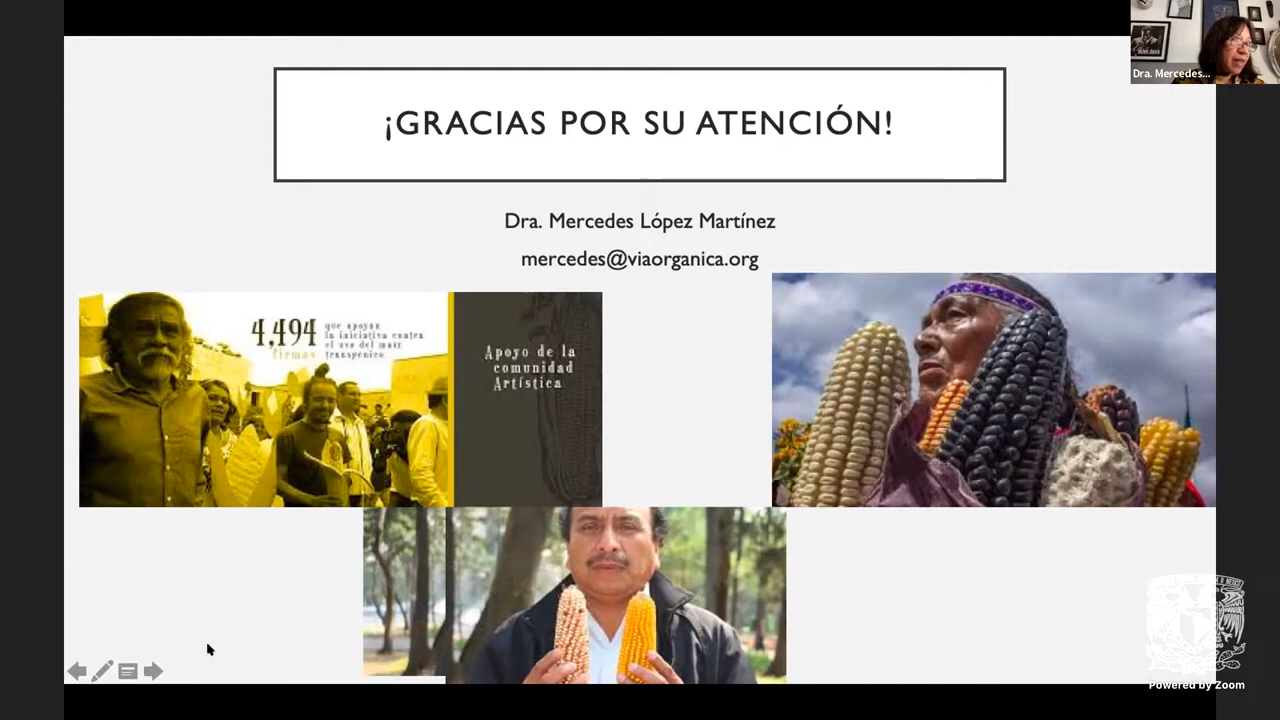 Dra. Mercedes...
¡GRACIAS POR SU ATENCIÓN!
Dra. Mercedes López Martínez
mercedes@viaorganica.org
4,494
firmas
que apoyan
la iniciativa contra
el uso del maíz
transgénico.
Apoyo de la
comunidad
Artística
Powered by Zoom